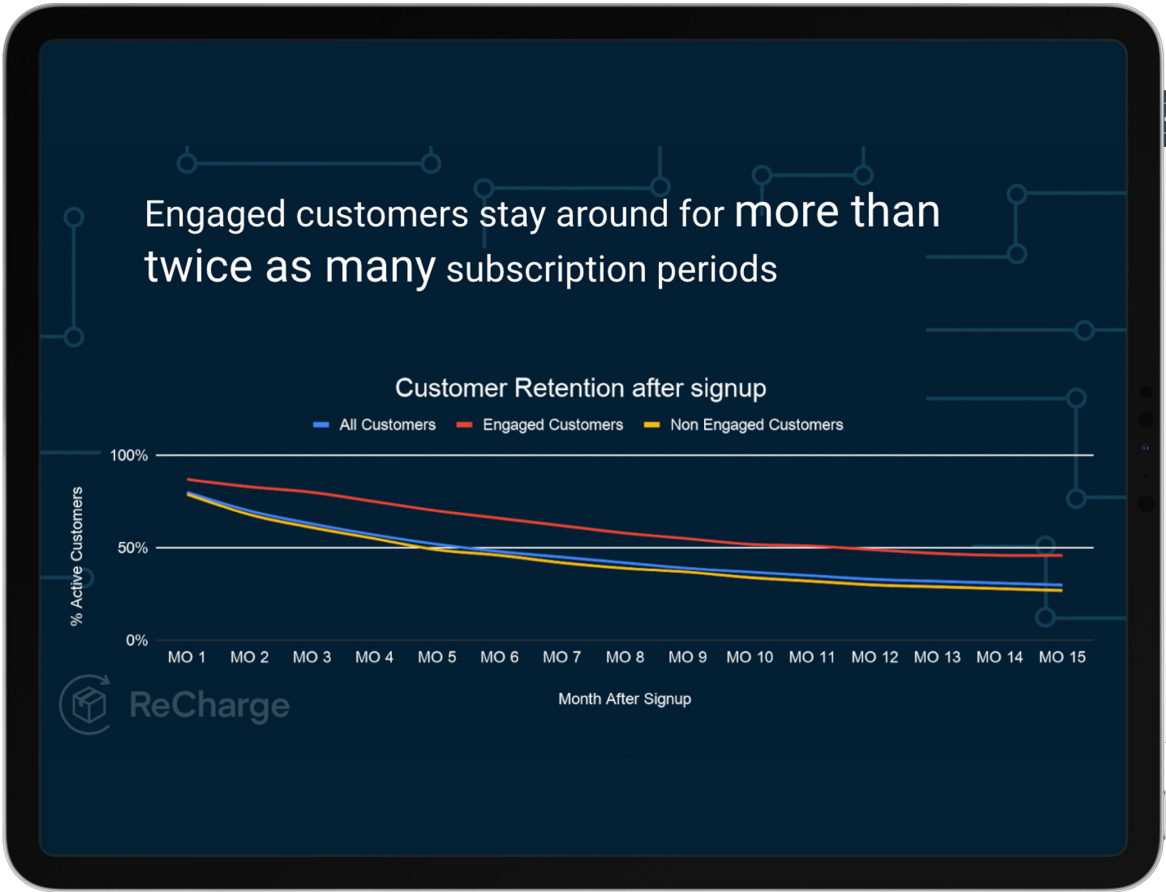 Engaged customers stay around for more than
twice as many subscription periods
Customer Retention after signup
All Customers Engaged Customers Non Engaged Customers
100%
50%
0%
% Active Customers
MO 1 MO 2 MO 3 MO 4 MO 5 MO 6 MO 7 MO 8 MO 9 MO 10 MO 11 MO 12 MO 13 MO 14 MO 15
Month After Signup
ReCharge